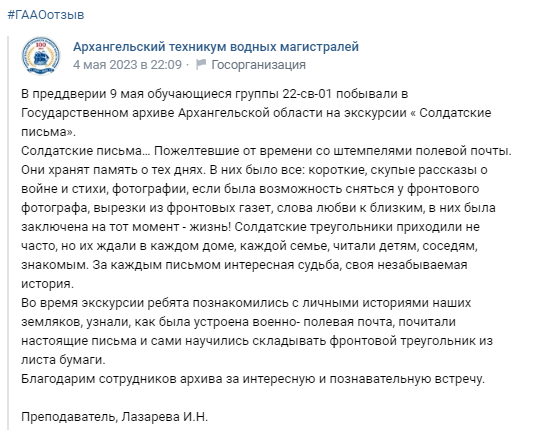 #ГААОотзыв
Архангельский техникум водных магистралей
4 мая 2023 в 22:09 · Госорганизация
В преддверии 9 мая обучающиеся группы 22-св-01 побывали в
Государственном архиве Архангельской области на экскурсии « Солдатские
письма».
Солдатские письма... Пожелтевшие от времени со штемпелями полевой почты.
Они хранят память о тех днях. В них было все: короткие, скупые рассказы о
войне и стихи, фотографии, если была возможность сняться у фронтового
фотографа, вырезки из фронтовых газет, слова любви к близким, в них была
заключена на тот момент - жизнь! Солдатские треугольники приходили не
часто, но их ждали в каждом доме, каждой семье, читали детям, соседям,
знакомым. За каждым письмом интересная судьба, своя незабываемая
история.
Во время экскурсии ребята познакомились с личными историями наших
земляков, узнали, как была устроена военно- полевая почта, почитали
настоящие письма и сами научились складывать фронтовой треугольник из
листа бумаги.
Благодарим сотрудников архива за интересную и познавательную встречу.
Преподаватель, Лазарева И.Н.